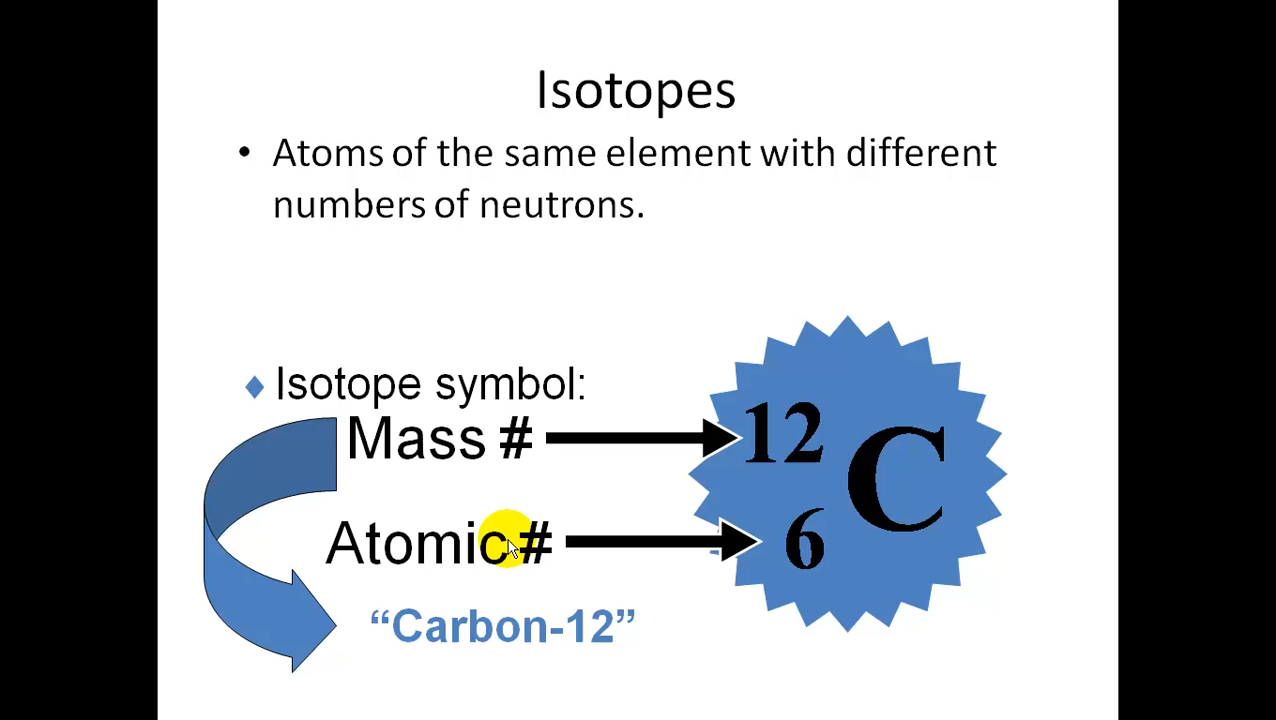 Isotopes
• Atoms of the same element with different
numbers of neutrons.
Isotope symbol:
Mass #
12
C
Atomic #
6
“Carbon-12”